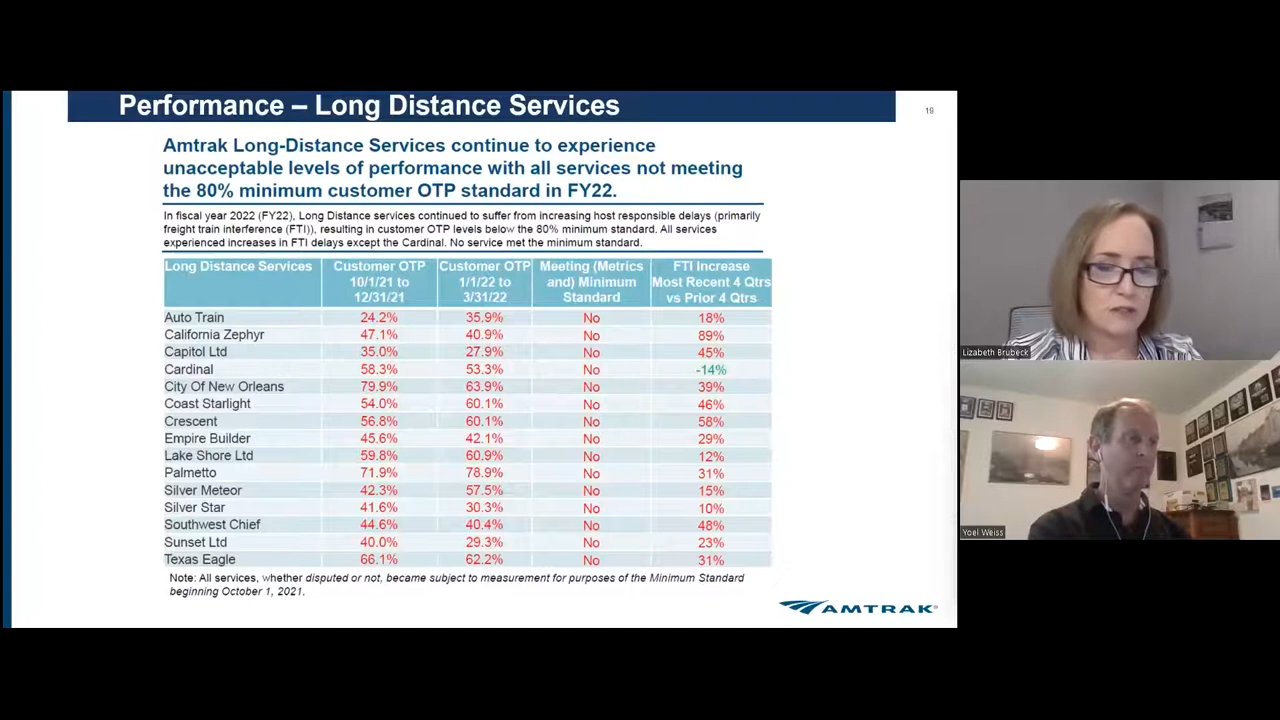 Performance – Long Distance Services
19
Amtrak Long-Distance Services continue to experience
unacceptable levels of performance with all services not meeting
the 80% minimum customer OTP standard in FY22.
In fiscal year 2022 (FY22), Long Distance services continued to suffer from increasing host responsible delays (primarily
freight train interference (FTI)), resulting in customer OTP levels below the 80% minimum standard. All services
experienced increases in FTI delays except the Cardinal. No service met the minimum standard.
Long Distance Services Customer OTP Customer OTP Meeting (Metrics FTI Increase
10/1/21 to 1/1/22 to and) Minimum Most Recent 4 Qtrs
12/31/21 3/31/22 Standard vs Prior 4 Qtrs
Auto Train 24.2% 35.9% No 18%
California Zephyr 47.1% 40.9% No 89%
Capitol Ltd 35.0% 27.9% No 45%
Cardinal 58.3% 53.3% No -14%
City Of New Orleans 79.9% 63.9% No 39%
Coast Starlight 54.0% 60.1% No 46%
Crescent 56.8% 60.1% No 58%
Empire Builder 45.6% 42.1% No 29%
Lake Shore Ltd 59.8% 60.9% No 12%
Palmetto 71.9% 78.9% No 31%
Silver Meteor 42.3% 57.5% No 15%
Silver Star 41.6% 30.3% No 10%
Southwest Chief 44.6% 40.4% No 48%
Sunset Ltd 40.0% 29.3% No 23%
Texas Eagle 66.1% 62.2% No 31%
Note: All services, whether disputed or not, became subject to measurement for purposes of the Minimum Standard
beginning October 1, 2021.
AMTRAK
Lizabeth Brubeck
Yoel Weiss